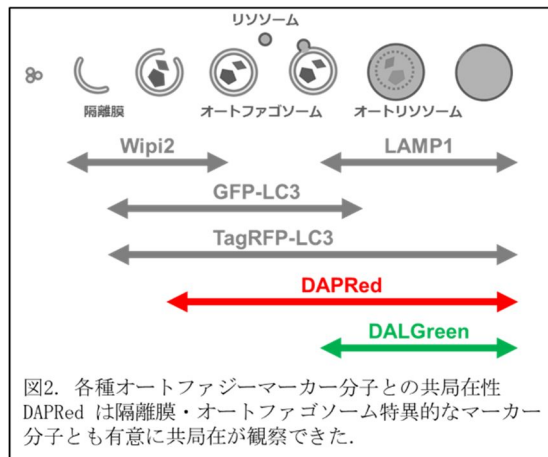 リソソーム
隔離膜
オートファゴソーム
オートリソソーム
Wipi2
LAMP1
GFP-LC3
TagRFP-LC3
DAPRed
DALGreen
図2. 各種オートファジーマーカー分子との共局在性
DAPRed は隔離膜・オートファゴソーム特異的なマーカー
分子とも有意に共局在が観察できた.